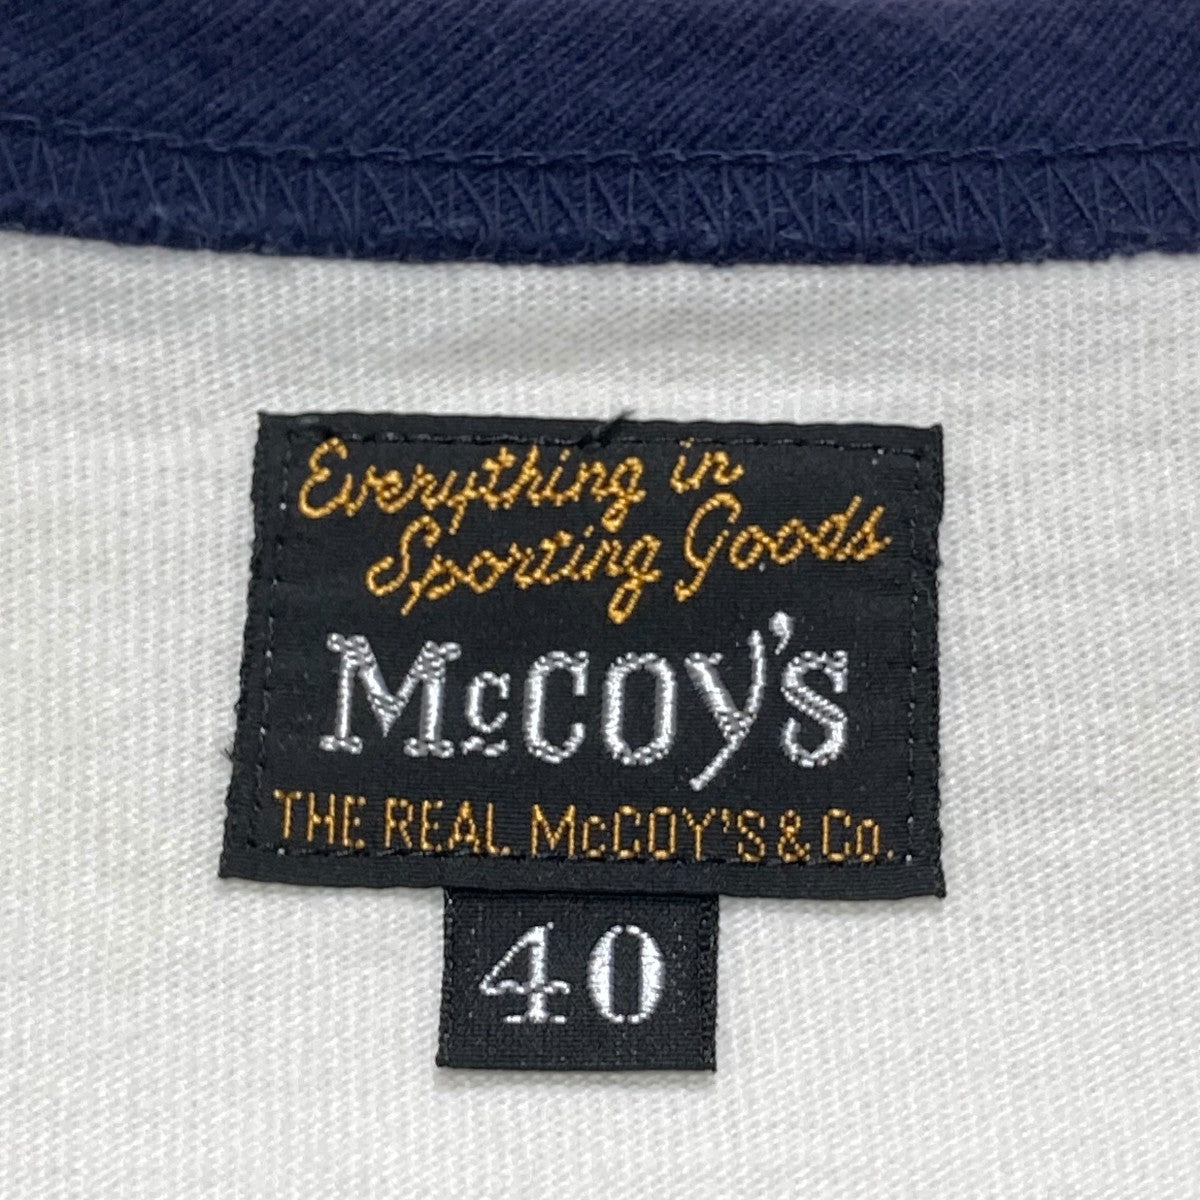 Everything in
Sporting Goods
McCOY'S
THE REAL McCOY'S & Co.
40